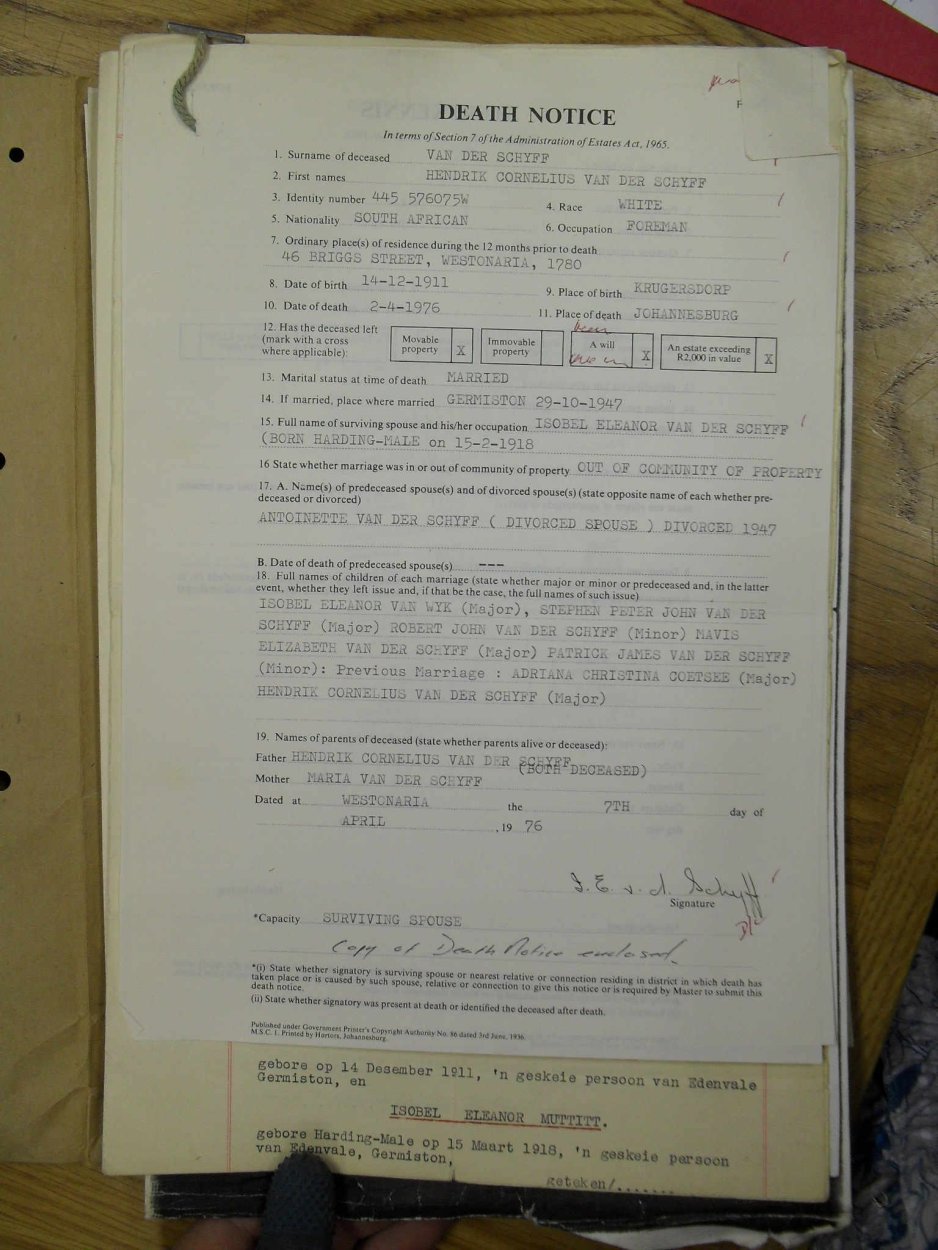 DEATH NOTICE
In terms of Section 7 of the Administration of Estates Act, 1965.
1. Surname of deceased VAN DER SCHYFF
2. First names HENDRIK CORNELIUS VAN DER SCHYFF
3. Identity number 445 576075W 4. Race WHITE
5. Nationality SOUTH AFRICAN 6. Occupation FOREMAN
7. Ordinary place(s) of residence during the 12 months prior to death
46 BRIGGS STREET, WESTONARIA, 1780
8. Date of birth 14-12-1911 9. Place of birth KRUGERSDORP
10. Date of death 2-4-1976 11. Place of death JOHANNESBURG
12. Has the deceased left
(mark with a cross
where applicable):
Movable property X Immovable property A will X An estate exceeding R2,000 in value X
13. Marital status at time of death MARRIED
14. If married, place where married GERMISTON 29-10-1947
15. Full name of surviving spouse and his/her occupation ISOBEL ELEANOR VAN DER SCHYFF
(BORN HARDING-MALE on 15-2-1918
16 State whether marriage was in or out of community of property OUT OF COMMUNITY OF PROPERTY
17. A. Name(s) of predeceased spouse(s) and of divorced spouse(s) (state opposite name of each whether pre-
deceased or divorced)
ANTOINETTE VAN DER SCHYFF ( DIVORCED SPOUSE ) DIVORCED 1947
B. Date of death of predeceased spouse(s) ---
18. Full names of children of each marriage (state whether major or minor or predeceased and, in the latter
event, whether they left issue and, if that be the case, the full names of such issue)
ISOBEL ELEANOR VAN WYK (Major), STEPHEN PETER JOHN VAN DER
SCHYFF (Major) ROBERT JOHN VAN DER SCHYFF (Minor) MAVIS
ELIZABETH VAN DER SCHYFF (Major) PATRICK JAMES VAN DER SCHYFF
(Minor): Previous Marriage : ADRIANA CHRISTINA COETSEE (Major)
HENDRIK CORNELIUS VAN DER SCHYFF (Major)
19. Names of parents of deceased (state whether parents alive or deceased):
Father HENDRIK CORNELIUS VAN DER SCHYFF
(BOTH DECEASED)
Mother MARIA VAN DER SCHYFF
Dated at WESTONARIA the 7TH day of
APRIL , 19 76
I. E. v. d. Schyff
Signature
*Capacity SURVIVING SPOUSE
Copy of Death Notice enclosed.
*(i) State whether signatory is surviving spouse or nearest relative or connection residing in district in which death has
taken place or is caused by such spouse, relative or connection to give this notice or is required by Master to submit this
death notice.
(ii) State whether signatory was present at death or identified the deceased after death.
Published under Government Printer's Copyright Authority No. 86 dated 3rd June, 1936.
M.S.C. 1. Printed by Hortors, Johannesburg.
gebore op 14 Desember 1911, 'n geskeie persoon van Edenvale
Germiston, en
ISOBEL ELEANOR MUTTITT.
gebore Harding-Male op 15 Maart 1918, 'n geskeie persoon
van Edenvale, Germiston,
geteken/.......